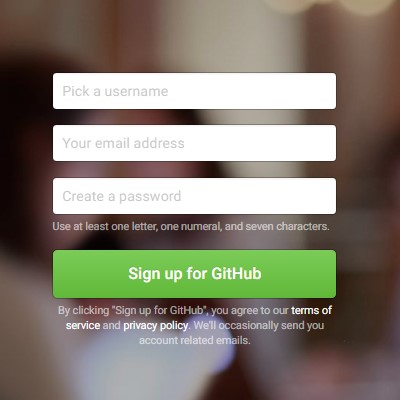 Pick a username
Your email address
Create a password
Use at least one letter, one numeral, and seven characters.
Sign up for GitHub
By clicking "Sign up for GitHub", you agree to our terms of
service and privacy policy. We'll occasionally send you
account related emails.